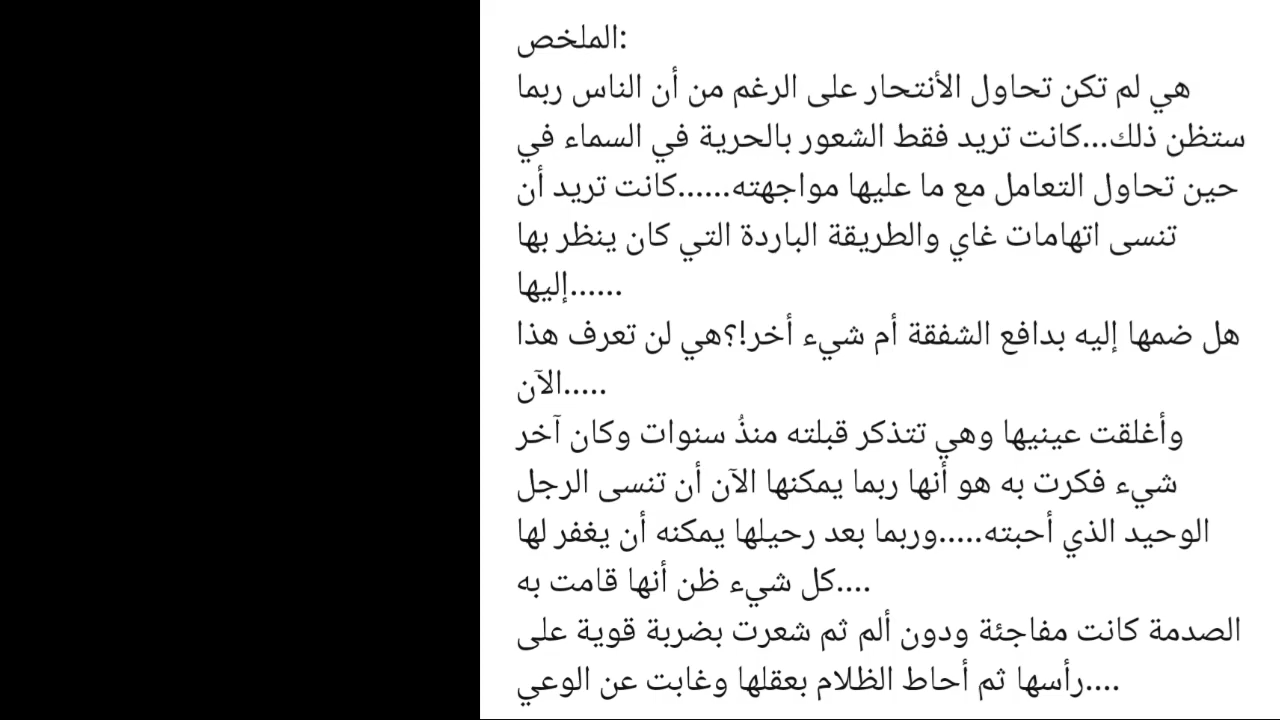 الملخص:
هي لم تكن تحاول الأنتحار على الرغم من أن الناس ربما
ستظن ذلك...كانت تريد فقط الشعور بالحرية في السماء في
حين تحاول التعامل مع ما عليها مواجهته......كانت تريد أن
تنسى اتهامات غاي والطريقة الباردة التي كان ينظر بها
إليها......
هل ضمها إليه بدافع الشفقة أم شيء أخر!؟هي لن تعرف هذا
الآن.....
وأغلقت عينيها وهي تتذكر قبلته منذُ سنوات وكان آخر
شيء فكرت به هو أنها ربما يمكنها الآن أن تنسى الرجل
الوحيد الذي أحبته.....وربما بعد رحيلها يمكنه أن يغفر لها
كل شيء ظن أنها قامت به....
الصدمة كانت مفاجئة ودون ألم ثم شعرت بضربة قوية على
رأسها ثم أحاط الظلام بعقلها وغابت عن الوعي....